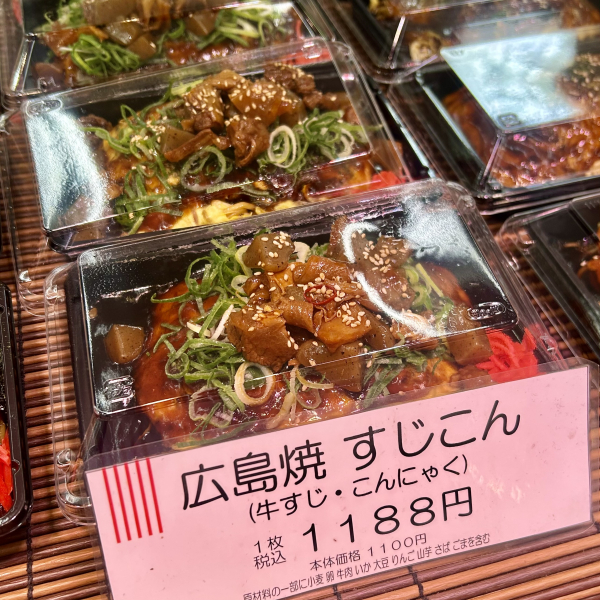 広島焼 すじこん
(牛すじ・こんにゃく)
1枚
税込 1188円
本体価格 1100円
原材料の一部に小麦 卵 牛肉 いか 大豆 りんご 山芋 さば ごまを含む